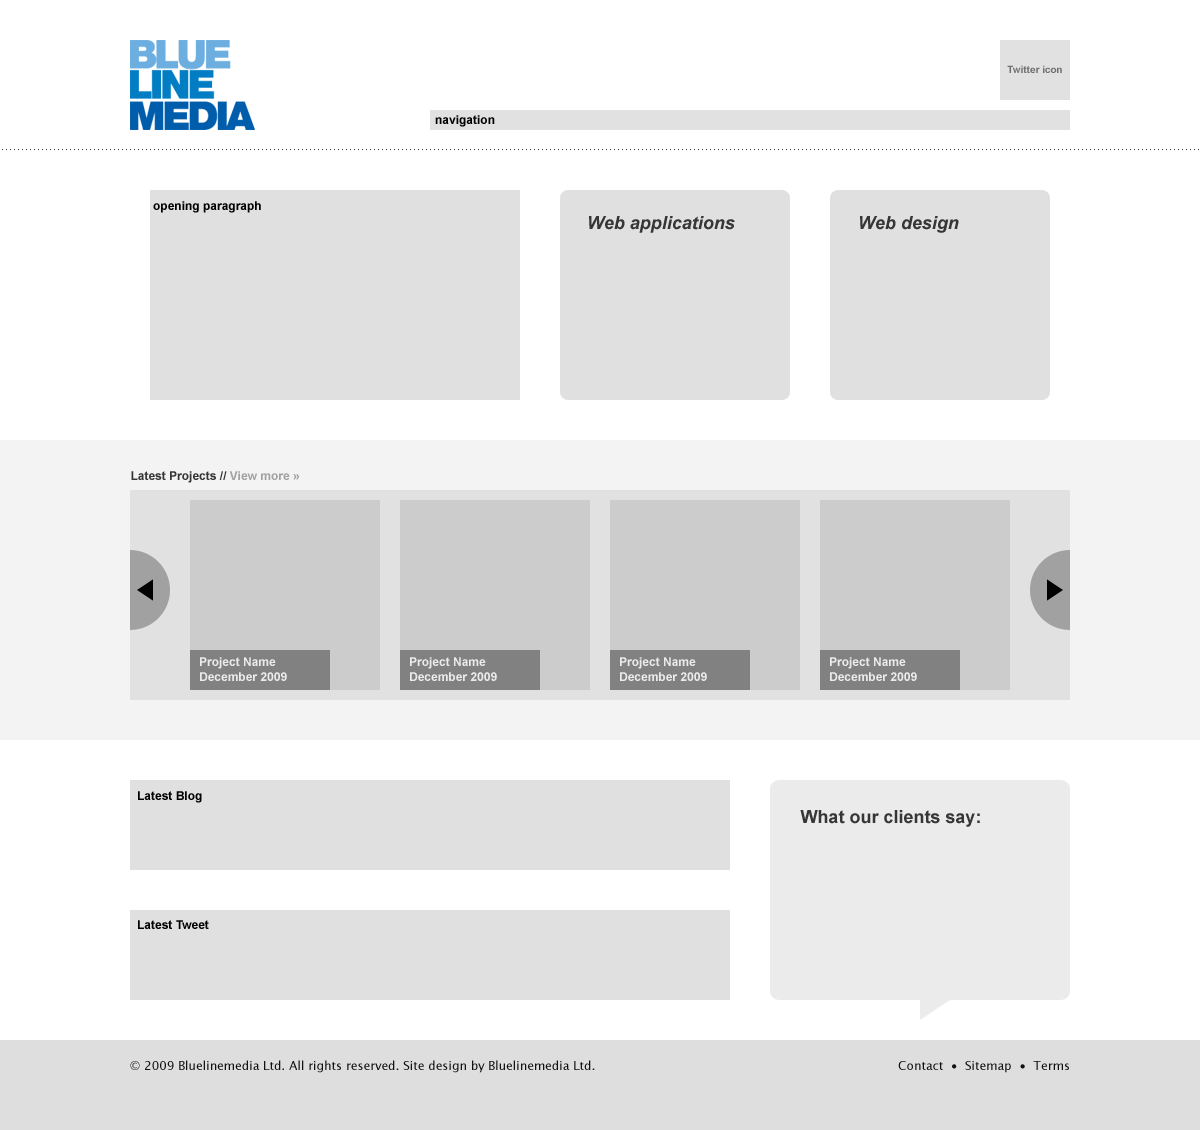 BLUE
LINE
MEDIA
Twitter icon
navigation
opening paragraph
Web applications
Web design
Latest Projects // View more »
Project Name
December 2009
Project Name
December 2009
Project Name
December 2009
Project Name
December 2009
Latest Blog
What our clients say:
Latest Tweet
© 2009 Bluelinemedia Ltd. All rights reserved. Site design by Bluelinemedia Ltd.
Contact • Sitemap • Terms